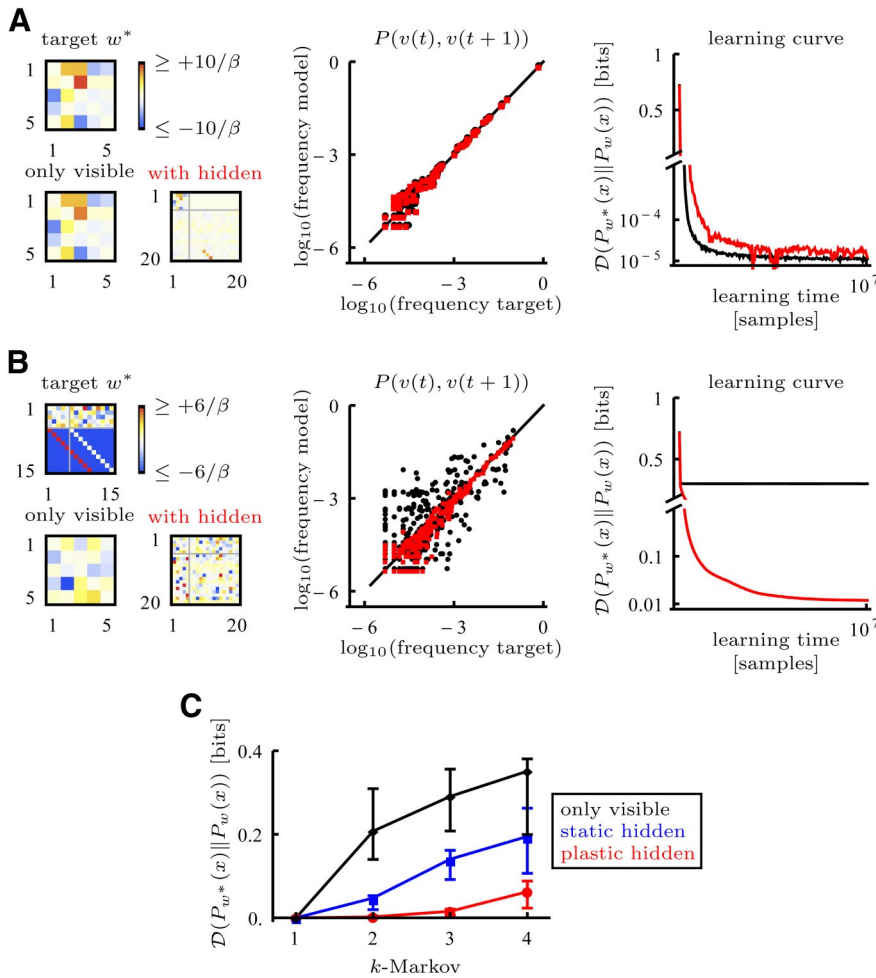 A
target w*
1
5
1 5
≥ +10/β
≤ −10/β
only visible
1
5
1 5
with hidden
1
20
1 20
P(v(t), v(t + 1))
log10(frequency model)
0
−3
−6
−6 −3 0
log10(frequency target)
learning curve
D(Pw*(x)||Pw(x)) [bits]
1
0.5
10⁻⁴
10⁻⁵
10⁷
learning time
[samples]
B
target w*
1
15
1 15
≥ +6/β
≤ −6/β
only visible
1
5
1 5
with hidden
1
20
1 20
P(v(t), v(t + 1))
log10(frequency model)
0
−3
−6
−6 −3 0
log10(frequency target)
learning curve
D(Pw*(x)||Pw(x)) [bits]
1
0.5
0.1
0.01
10⁷
learning time
[samples]
C
D(Pw*(x)||Pw(x)) [bits]
0.4
0.2
0.
1 2 3 4
k-Markov
only visible
static hidden
plastic hidden